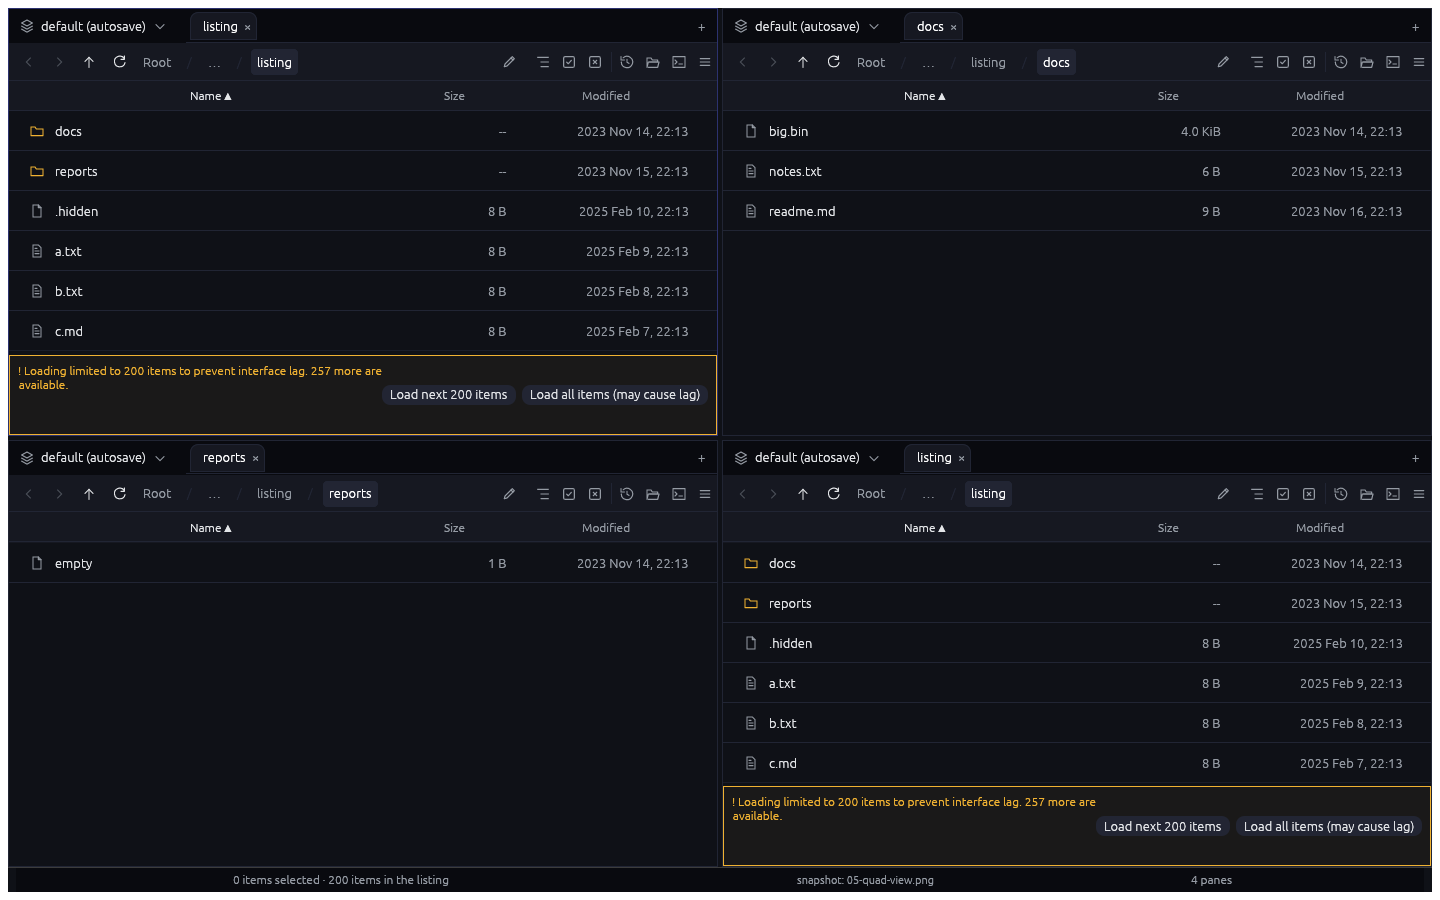 default (autosave) listing × +
Root / ... / listing
Name ▲ Size Modified
docs -- 2023 Nov 14, 22:13
reports -- 2023 Nov 15, 22:13
.hidden 8 B 2025 Feb 10, 22:13
a.txt 8 B 2025 Feb 9, 22:13
b.txt 8 B 2025 Feb 8, 22:13
c.md 8 B 2025 Feb 7, 22:13
! Loading limited to 200 items to prevent interface lag. 257 more are
available.
Load next 200 items Load all items (may cause lag)
default (autosave) docs × +
Root / ... / listing / docs
Name ▲ Size Modified
big.bin 4.0 KiB 2023 Nov 14, 22:13
notes.txt 6 B 2023 Nov 15, 22:13
readme.md 9 B 2023 Nov 16, 22:13
default (autosave) reports × +
Root / ... / listing / reports
Name ▲ Size Modified
empty 1 B 2023 Nov 14, 22:13
default (autosave) listing × +
Root / ... / listing
Name ▲ Size Modified
docs -- 2023 Nov 14, 22:13
reports -- 2023 Nov 15, 22:13
.hidden 8 B 2025 Feb 10, 22:13
a.txt 8 B 2025 Feb 9, 22:13
b.txt 8 B 2025 Feb 8, 22:13
c.md 8 B 2025 Feb 7, 22:13
! Loading limited to 200 items to prevent interface lag. 257 more are
available.
Load next 200 items Load all items (may cause lag)
0 items selected · 200 items in the listing snapshot: 05-quad-view.png 4 panes